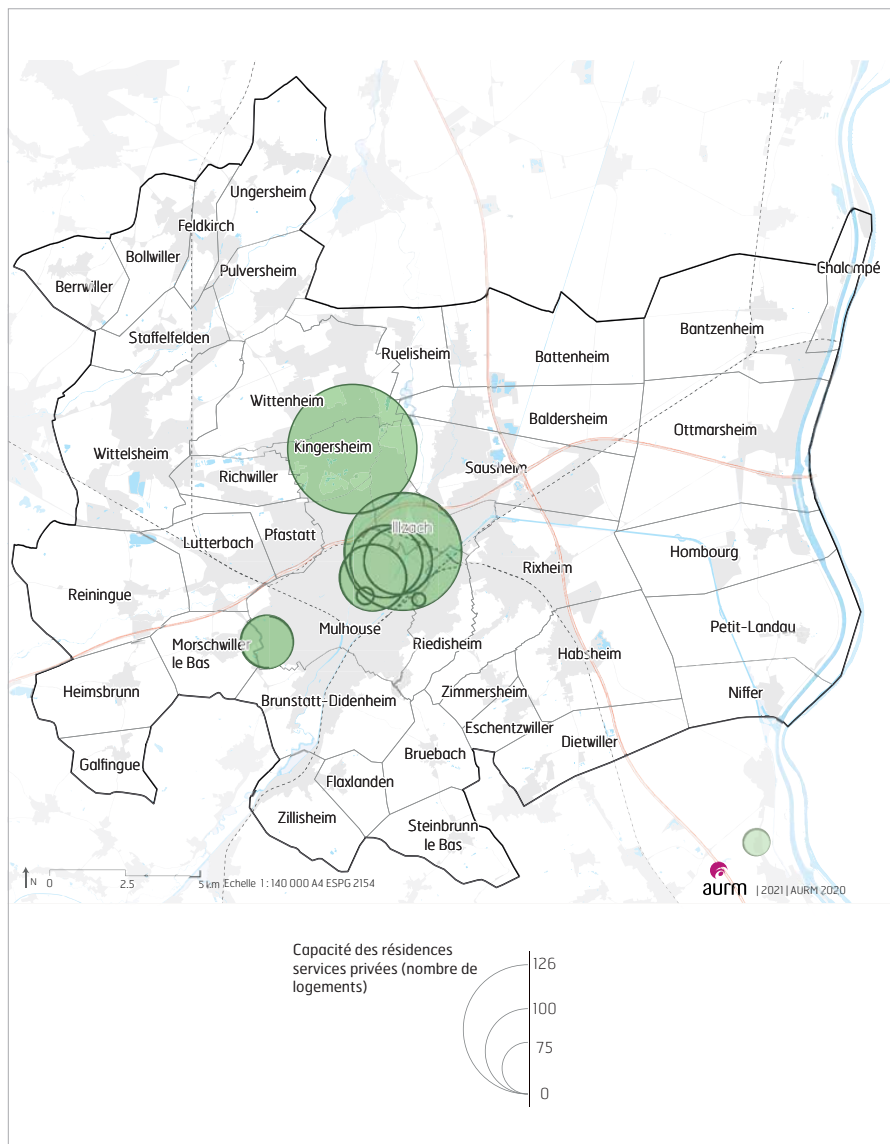 Ungersheim
Feldkirch
Bollwiller
Chalampé
Pulversheim
Berrwiller
Bantzenheim
Staffelfelden
Ruelisheim
Battenheim
Wittenheim
Baldersheim
Ottmarsheim
Kingersheim
Wittelsheim
Sausheim
Richwiller
Illzach
Pfastatt
Lutterbach
Hombourg
Rixheim
Reiningue
Petit-Landau
Mulhouse
Morschwiller
le Bas
Riedisheim
Habsheim
Heimsbrunn
Zimmersheim
Niffer
Brunstatt-Didenheim
Eschentzwiller
Dietwiller
Bruebach
Galfingue
Flaxlanden
Zillisheim
Steinbrunn
le Bas
N 0 2.5 5 km Echelle 1 : 140 000 A4 ESPG 2154
aurm | 2021 | AURM 2020
Capacité des résidences
services privées (nombre de
logements)
126
100
75
0